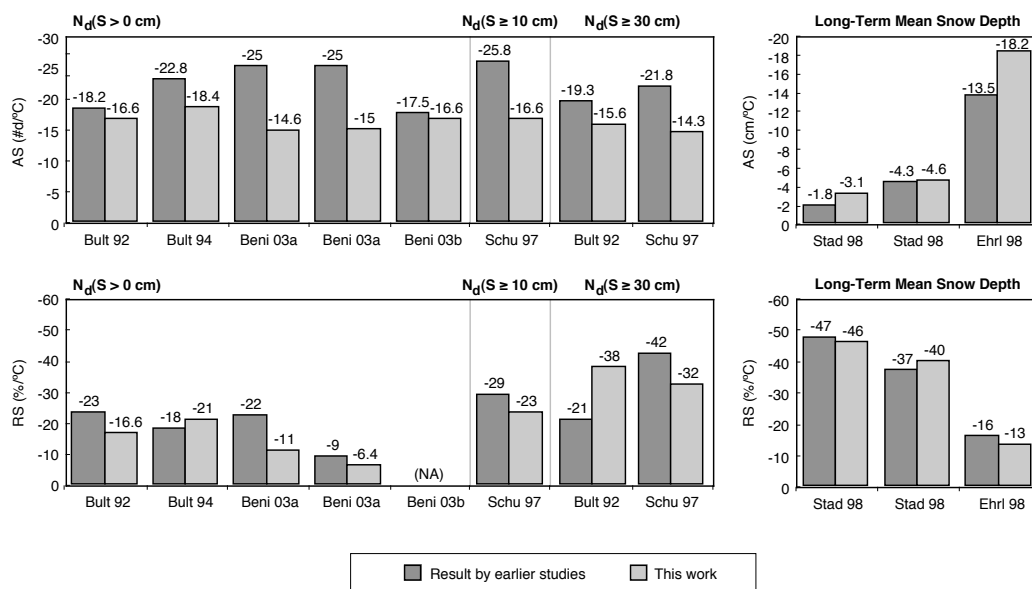 Nd(S > 0 cm)
Nd(S ≥ 10 cm)
Nd(S ≥ 30 cm)
AS (#d/ºC)
-30
-25
-20
-15
-10
-5
0
-18.2
-16.6
-22.8
-18.4
-25
-14.6
-25
-15
-17.5
-16.6
-25.8
-16.6
-19.3
-15.6
-21.8
-14.3
Bult 92
Bult 94
Beni 03a
Beni 03a
Beni 03b
Schu 97
Bult 92
Schu 97
Long-Term Mean Snow Depth
AS (cm/ºC)
-20
-18
-16
-14
-12
-10
-8
-6
-4
-2
0
-1.8
-3.1
-4.3
-4.6
-13.5
-18.2
Stad 98
Stad 98
Ehrl 98
Nd(S > 0 cm)
Nd(S ≥ 10 cm)
Nd(S ≥ 30 cm)
RS (%/ºC)
-60
-50
-40
-30
-20
-10
0
-23
-16.6
-18
-21
-22
-11
-9
-6.4
(NA)
-29
-23
-21
-38
-42
-32
Bult 92
Bult 94
Beni 03a
Beni 03a
Beni 03b
Schu 97
Bult 92
Schu 97
Long-Term Mean Snow Depth
RS (%/ºC)
-60
-50
-40
-30
-20
-10
0
-47
-46
-37
-40
-16
-13
Stad 98
Stad 98
Ehrl 98
Result by earlier studies
This work